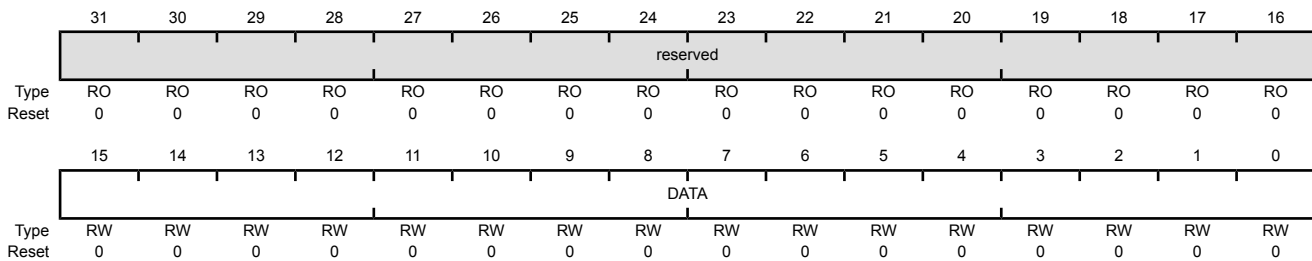 31 30 29 28 27 26 25 24 23 22 21 20 19 18 17 16
reserved
Type RO RO RO RO RO RO RO RO RO RO RO RO RO RO RO RO
Reset 0 0 0 0 0 0 0 0 0 0 0 0 0 0 0 0
15 14 13 12 11 10 9 8 7 6 5 4 3 2 1 0
DATA
Type RW RW RW RW RW RW RW RW RW RW RW RW RW RW RW RW
Reset 0 0 0 0 0 0 0 0 0 0 0 0 0 0 0 0